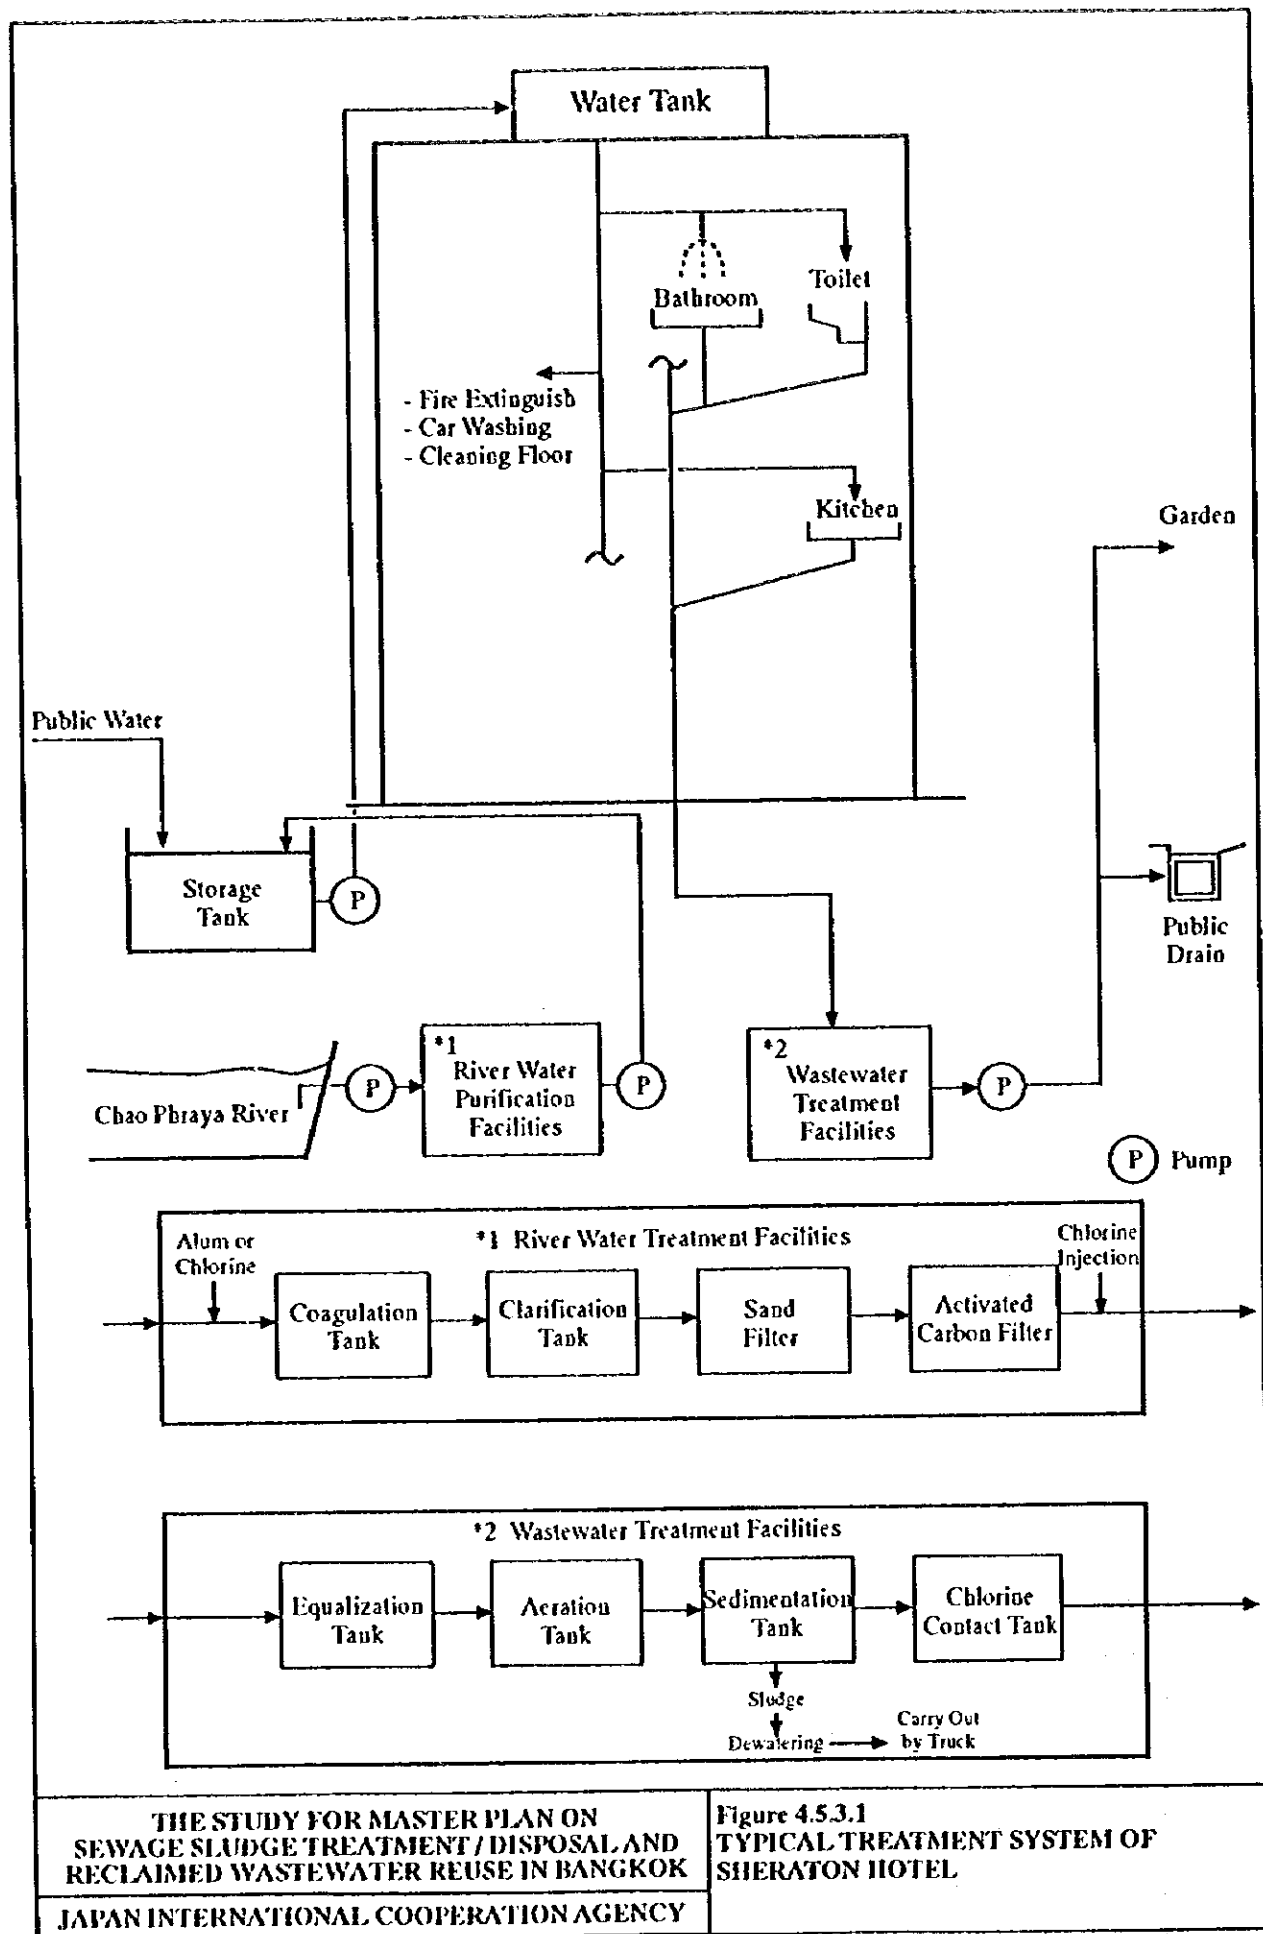 Water Tank
Bathroom
Toilet
- Fire Extinguish
- Car Washing
- Cleaning Floor
Kitchen
Garden
Public Water
Storage
Tank
P
Public
Drain
Chao Phraya River
P
*1
River Water
Purification
Facilities
P
*2
Wastewater
Treatment
Facilities
P
P Pump
*1 River Water Treatment Facilities
Alum or
Chlorine
Chlorine
Injection
Coagulation
Tank
Clarification
Tank
Sand
Filter
Activated
Carbon Filter
*2 Wastewater Treatment Facilities
Equalization
Tank
Aeration
Tank
Sedimentation
Tank
Chlorine
Contact Tank
Sludge
Dewatering
Carry Out
by Truck
THE STUDY FOR MASTER PLAN ON
SEWAGE SLUDGE TREATMENT / DISPOSAL AND
RECLAIMED WASTEWATER REUSE IN BANGKOK
JAPAN INTERNATIONAL COOPERATION AGENCY
Figure 4.5.3.1
TYPICAL TREATMENT SYSTEM OF
SHERATON HOTEL